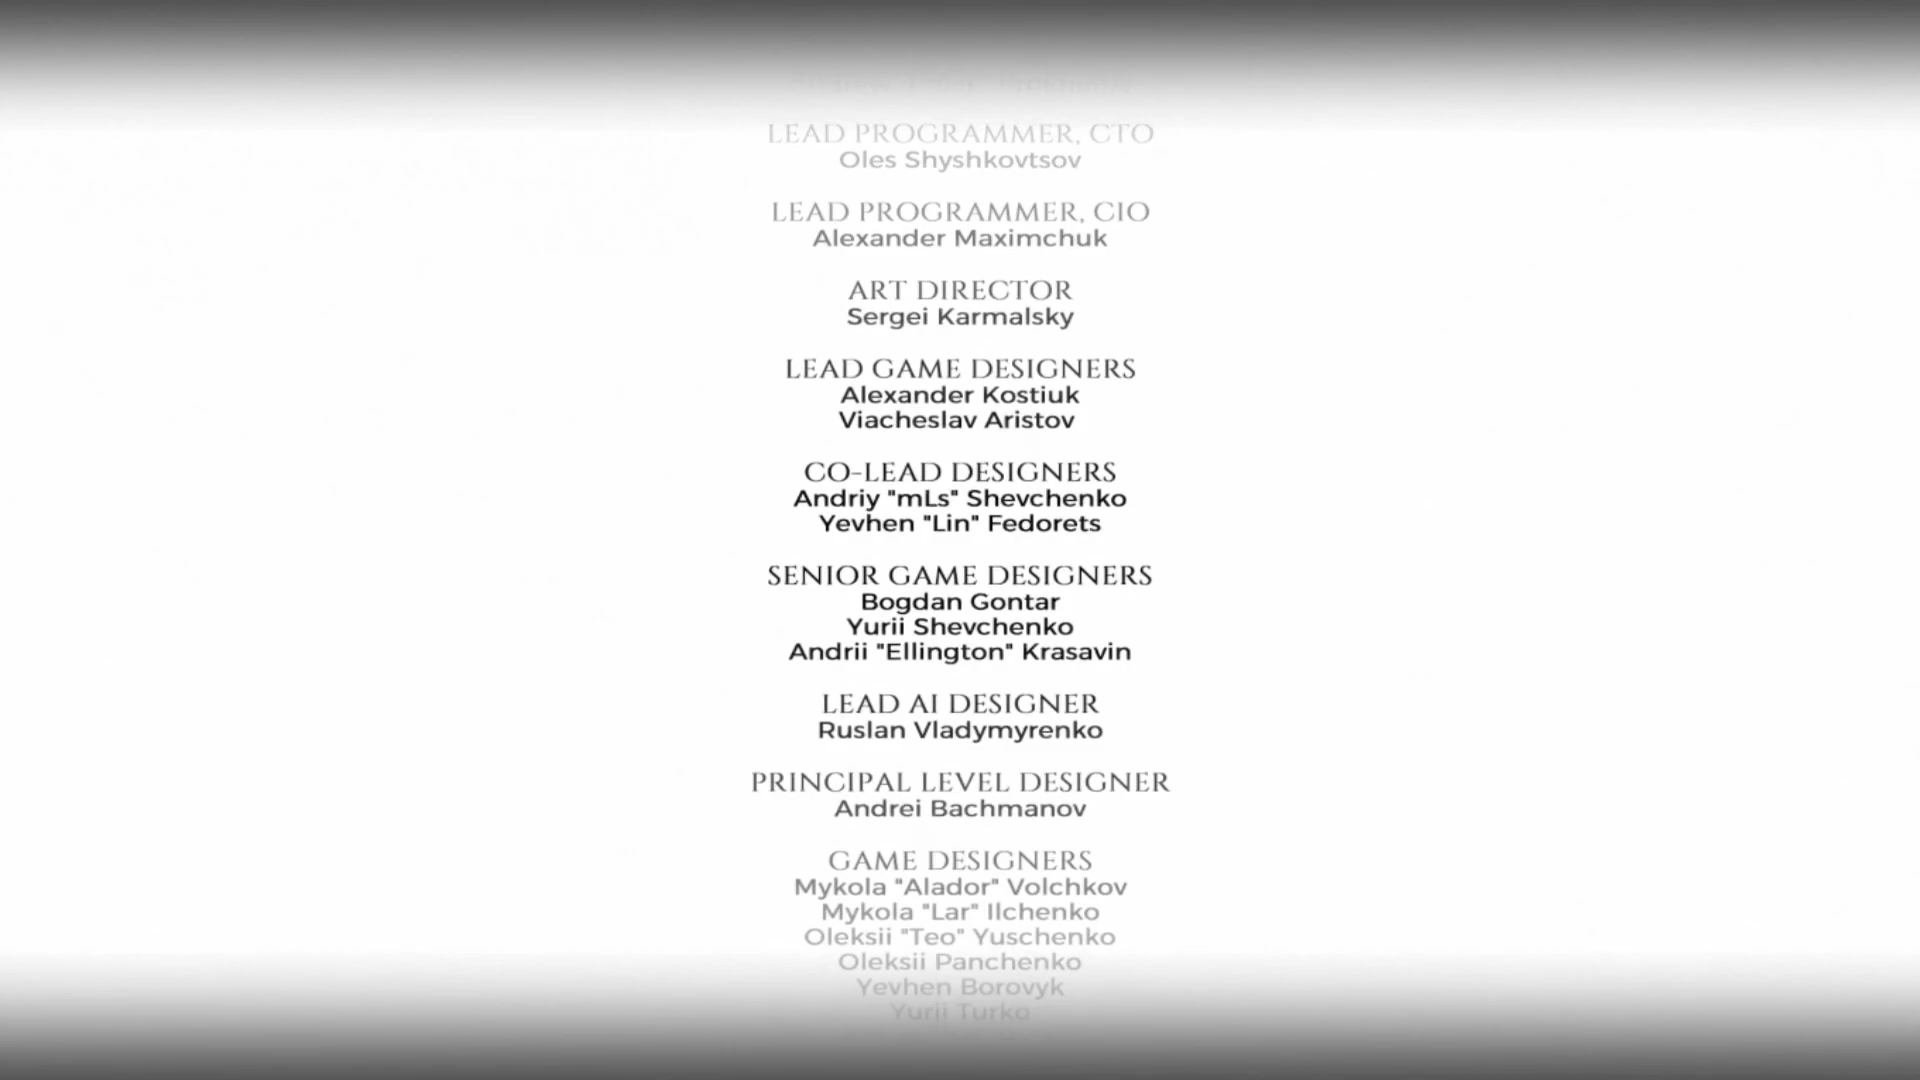 LEAD PROGRAMMER, CTO
Oles Shyshkovtsov
LEAD PROGRAMMER, CIO
Alexander Maximchuk
ART DIRECTOR
Sergei Karmalsky
LEAD GAME DESIGNERS
Alexander Kostiuk
Viacheslav Aristov
CO-LEAD DESIGNERS
Andriy "mLs" Shevchenko
Yevhen "Lin" Fedorets
SENIOR GAME DESIGNERS
Bogdan Gontar
Yurii Shevchenko
Andrii "Ellington" Krasavin
LEAD AI DESIGNER
Ruslan Vladymyrenko
PRINCIPAL LEVEL DESIGNER
Andrei Bachmanov
GAME DESIGNERS
Mykola "Alador" Volchkov
Mykola "Lar" Ilchenko
Oleksii "Teo" Yuschenko
Oleksii Panchenko
Yevhen Borovyk
Yurii Turko